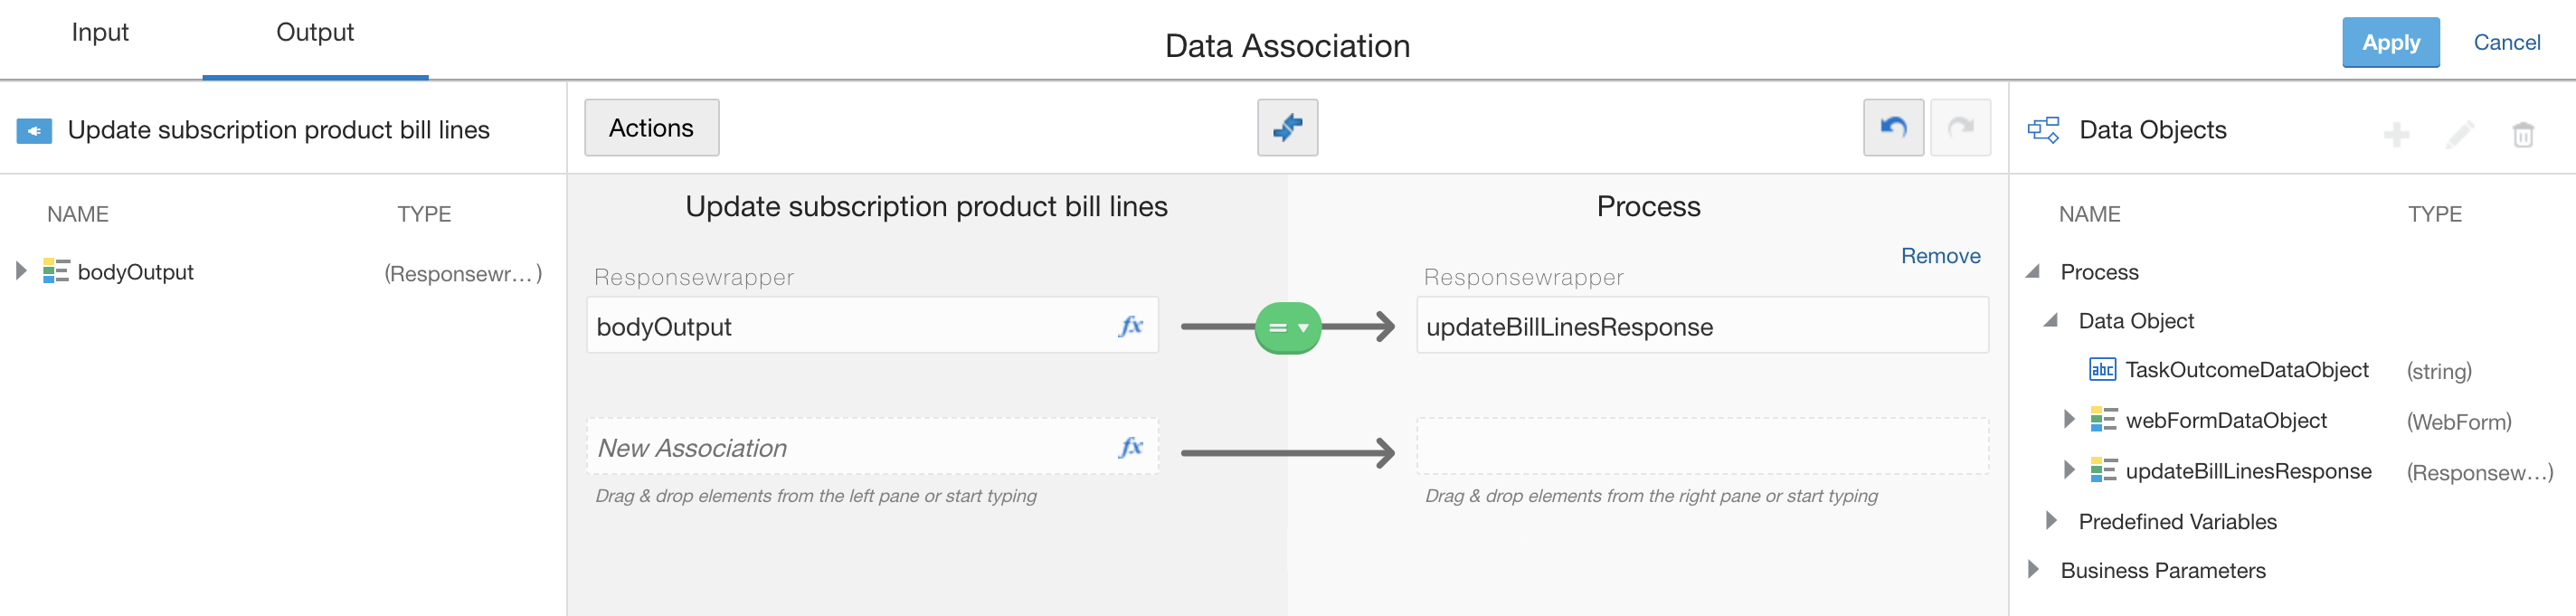 Input
Output
Data Association
Apply
Cancel
Update subscription product bill lines
Actions
Data Objects
NAME
TYPE
bodyOutput
(Responsewr...)
Update subscription product bill lines
Process
Remove
Responsewrapper
Responsewrapper
bodyOutput
fx
=
updateBillLinesResponse
New Association
fx
Drag & drop elements from the left pane or start typing
Drag & drop elements from the right pane or start typing
NAME
TYPE
Process
Data Object
abc
TaskOutcomeDataObject
(string)
webFormDataObject
(WebForm)
updateBillLinesResponse
(Responsew...)
Predefined Variables
Business Parameters